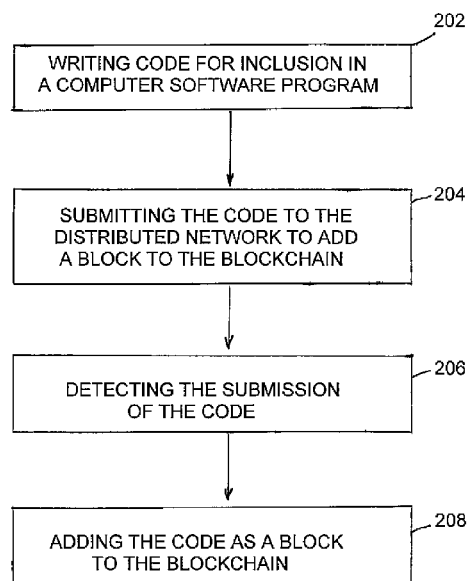 202
WRITING CODE FOR INCLUSION IN
A COMPUTER SOFTWARE PROGRAM
204
SUBMITTING THE CODE TO THE
DISTRIBUTED NETWORK TO ADD
A BLOCK TO THE BLOCKCHAIN
206
DETECTING THE SUBMISSION
OF THE CODE
208
ADDING THE CODE AS A BLOCK
TO THE BLOCKCHAIN